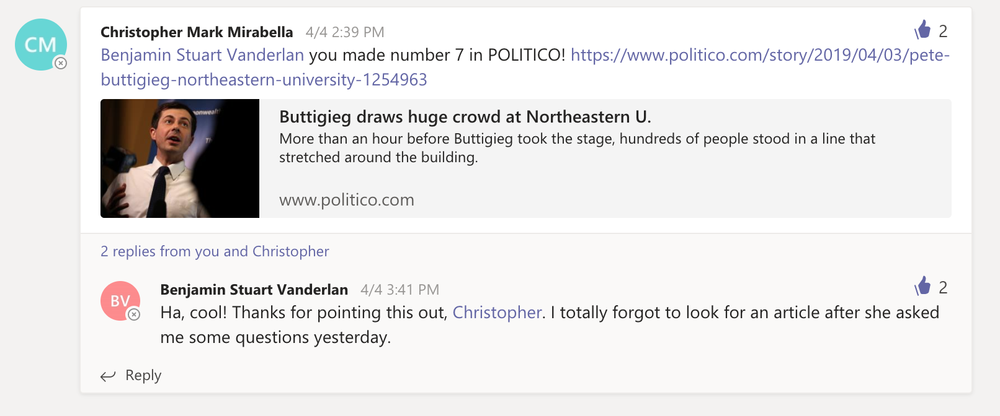 CM
Christopher Mark Mirabella 4/4 2:39 PM 2
Benjamin Stuart Vanderlan you made number 7 in POLITICO! https://www.politico.com/story/2019/04/03/pete-
buttigieg-northeastern-university-1254963
Buttigieg draws huge crowd at Northeastern U.
More than an hour before Buttigieg took the stage, hundreds of people stood in a line that
stretched around the building.
www.politico.com
2 replies from you and Christopher
BV
Benjamin Stuart Vanderlan 4/4 3:41 PM 2
Ha, cool! Thanks for pointing this out, Christopher. I totally forgot to look for an article after she asked
me some questions yesterday.
Reply